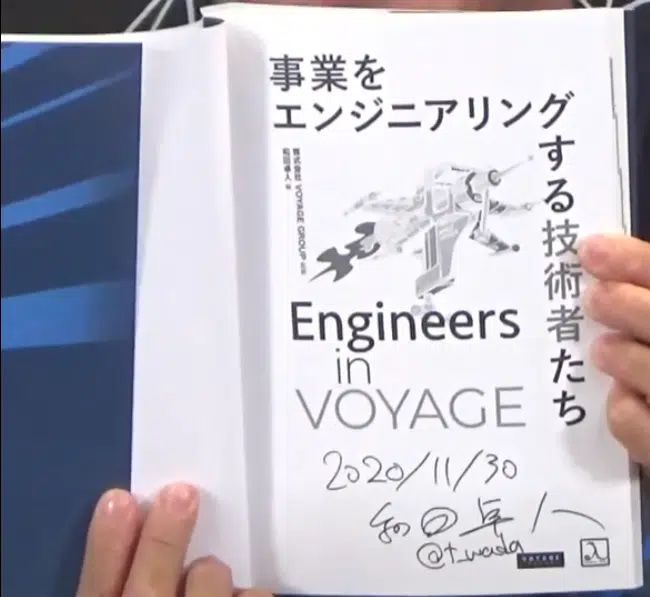 事業を
エンジニアリング
する技術者たち
株式会社 VOYAGE GROUP 監修
和田卓人 編
Engineers
in
VOYAGE
2020/11/30
和田卓人
@t_wada
VOYAGE
λ